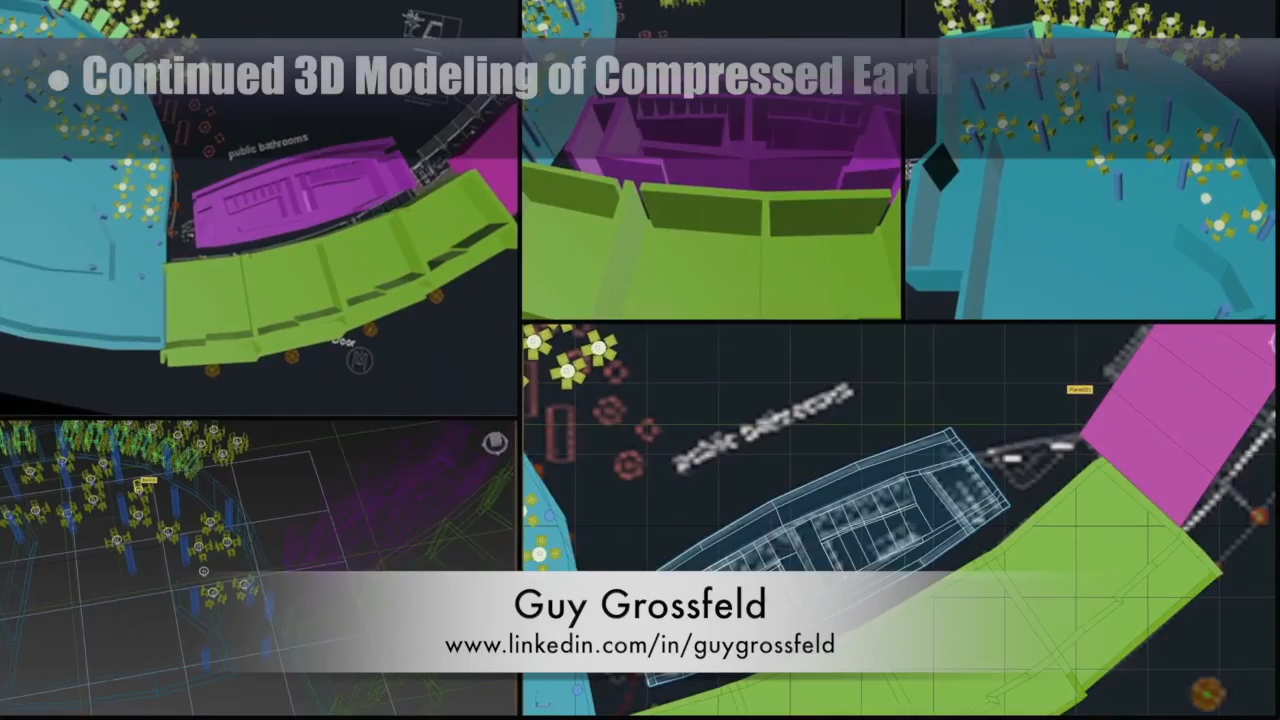 • Continued 3D Modeling of Compressed Earth
public bathrooms
Door
public bathrooms
Guy Grossfeld
www.linkedin.com/in/guygrossfeld